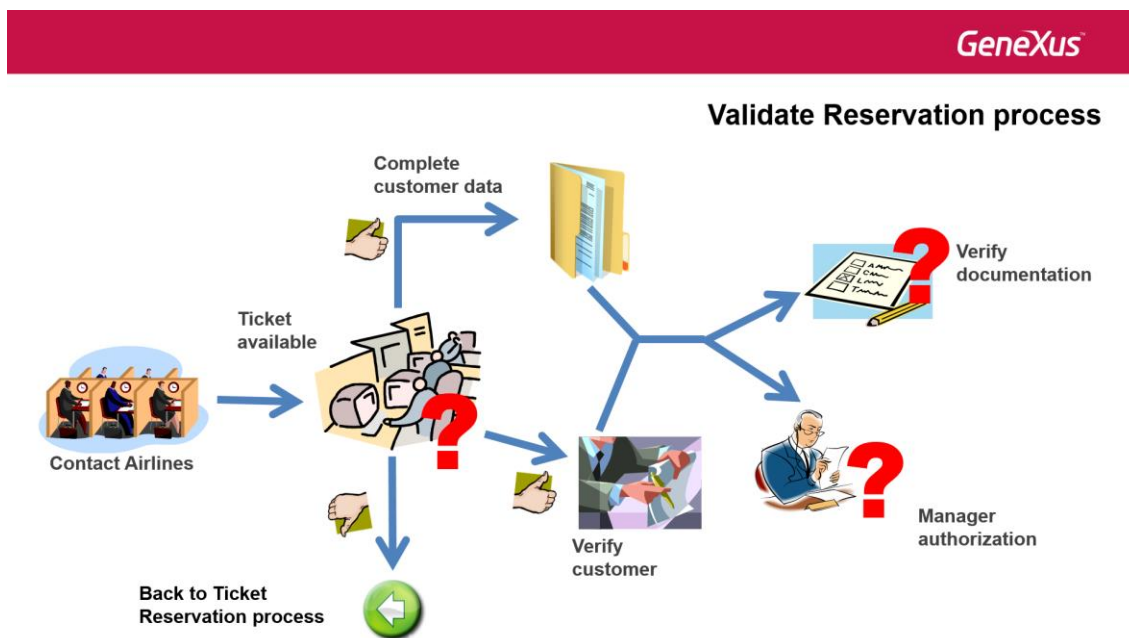 GeneXus™
Validate Reservation process
Complete
customer data
Verify
documentation
Ticket
available
Contact Airlines
Manager
authorization
Verify
customer
Back to Ticket
Reservation process